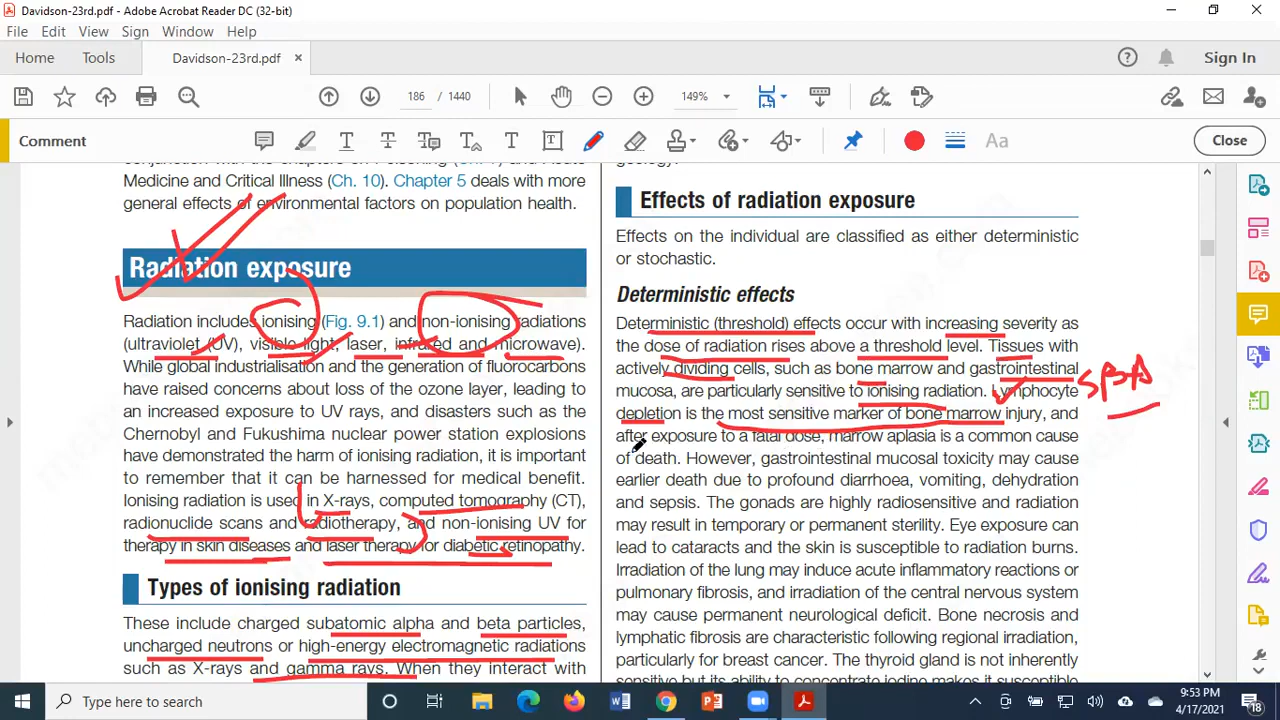 Davidson-23rd.pdf - Adobe Acrobat Reader DC (32-bit)
File Edit View Sign Window Help
Home Tools Davidson-23rd.pdf × Sign In
186 / 1440 149%
Comment Close
Medicine and Critical Illness (Ch. 10). Chapter 5 deals with more
general effects of environmental factors on population health.
Radiation exposure
Radiation includes ionising (Fig. 9.1) and non-ionising radiations
(ultraviolet (UV), visible light, laser, infrared and microwave).
While global industrialisation and the generation of fluorocarbons
have raised concerns about loss of the ozone layer, leading to
an increased exposure to UV rays, and disasters such as the
Chernobyl and Fukushima nuclear power station explosions
have demonstrated the harm of ionising radiation, it is important
to remember that it can be harnessed for medical benefit.
Ionising radiation is used in X-rays, computed tomography (CT),
radionuclide scans and radiotherapy, and non-ionising UV for
therapy in skin diseases and laser therapy for diabetic retinopathy.
Types of ionising radiation
These include charged subatomic alpha and beta particles,
uncharged neutrons or high-energy electromagnetic radiations
such as X-rays and gamma rays. When they interact with
Effects of radiation exposure
Effects on the individual are classified as either deterministic
or stochastic.
Deterministic effects
Deterministic (threshold) effects occur with increasing severity as
the dose of radiation rises above a threshold level. Tissues with
actively dividing cells, such as bone marrow and gastrointestinal
mucosa, are particularly sensitive to ionising radiation. Lymphocyte
depletion is the most sensitive marker of bone marrow injury, and
after exposure to a fatal dose, marrow aplasia is a common cause
of death. However, gastrointestinal mucosal toxicity may cause
earlier death due to profound diarrhoea, vomiting, dehydration
and sepsis. The gonads are highly radiosensitive and radiation
may result in temporary or permanent sterility. Eye exposure can
lead to cataracts and the skin is susceptible to radiation burns.
Irradiation of the lung may induce acute inflammatory reactions or
pulmonary fibrosis, and irradiation of the central nervous system
may cause permanent neurological deficit. Bone necrosis and
lymphatic fibrosis are characteristic following regional irradiation,
particularly for breast cancer. The thyroid gland is not inherently
sensitive but its ability to concentrate iodine makes it susceptible
SBA
Type here to search
9:53 PM
4/17/2021
18